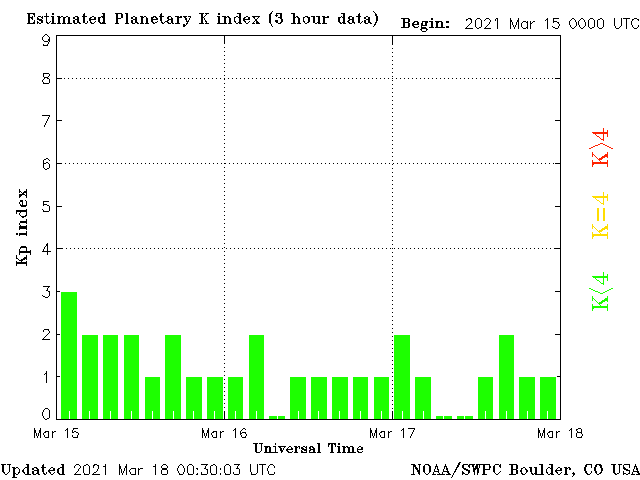 Estimated Planetary K index (3 hour data)
Begin: 2021 Mar 15 0000 UTC
9
8
7
6
5
4
3
2
1
0
Kp index
K>4
K=4
K<4
Mar 15
Mar 16
Mar 17
Mar 18
Universal Time
Updated 2021 Mar 18 00:30:03 UTC
NOAA/SWPC Boulder, CO USA